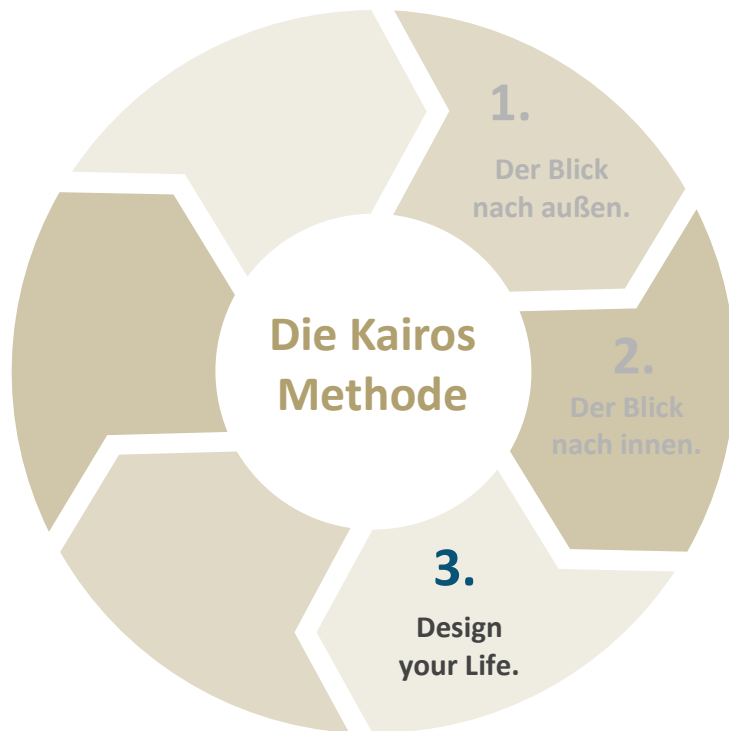 1.
Der Blick
nach außen.
Die Kairos
Methode
2.
Der Blick
nach innen.
3.
Design
your Life.